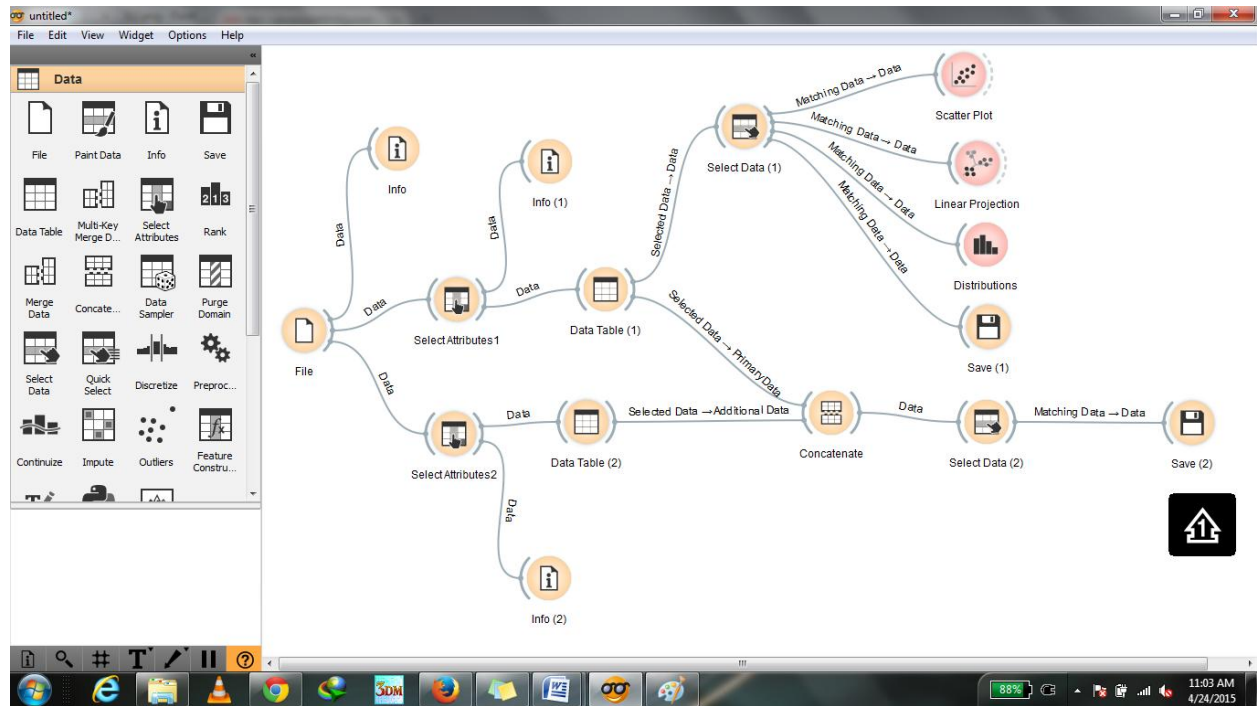 untitled*
File Edit View Widget Options Help
Data
File Paint Data Info Save
Data Table Multi-Key Merge D... Select Attributes Rank
Merge Data Concate... Data Sampler Purge Domain
Select Data Quick Select Discretize Preproc...
Continuize Impute Outliers Feature Constru...
File
Data
Info
Data
Select Attributes1
Data
Info (1)
Data
Data Table (1)
Selected Data → Data
Select Data (1)
Matching Data → Data
Scatter Plot
Matching Data → Data
Linear Projection
Matching Data → Data
Distributions
Matching Data → Data
Save (1)
Selected Data → PrimaryData
Data
Select Attributes2
Data
Data Table (2)
Selected Data → Additional Data
Concatenate
Data
Select Data (2)
Matching Data → Data
Save (2)
Data
Info (2)
1
3DM
88%
11:03 AM
4/24/2015